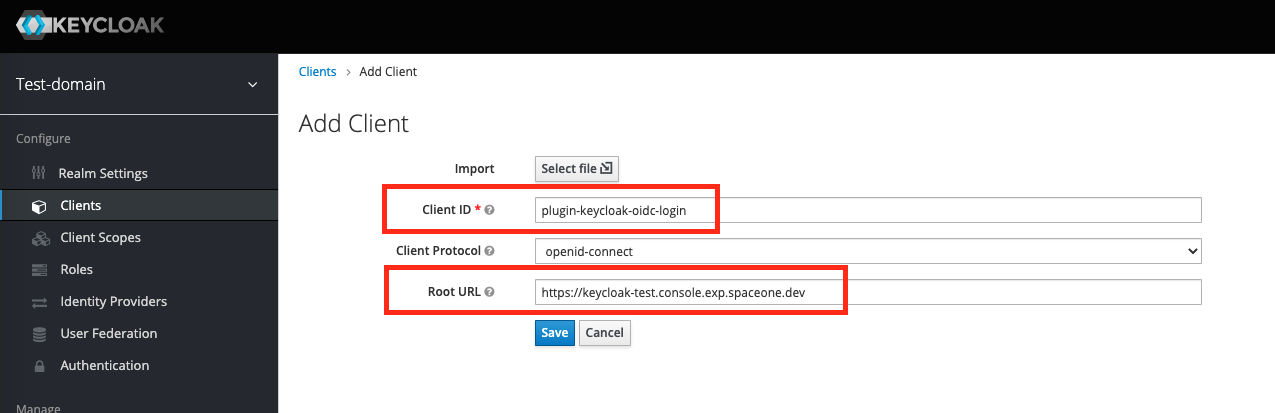 KEYCLOAK
Test-domain
Configure
Realm Settings
Clients
Client Scopes
Roles
Identity Providers
User Federation
Authentication
Manage
Clients > Add Client
Add Client
Import Select file
Client ID * plugin-keycloak-oidc-login
Client Protocol openid-connect
Root URL https://keycloak-test.console.exp.spaceone.dev
Save Cancel